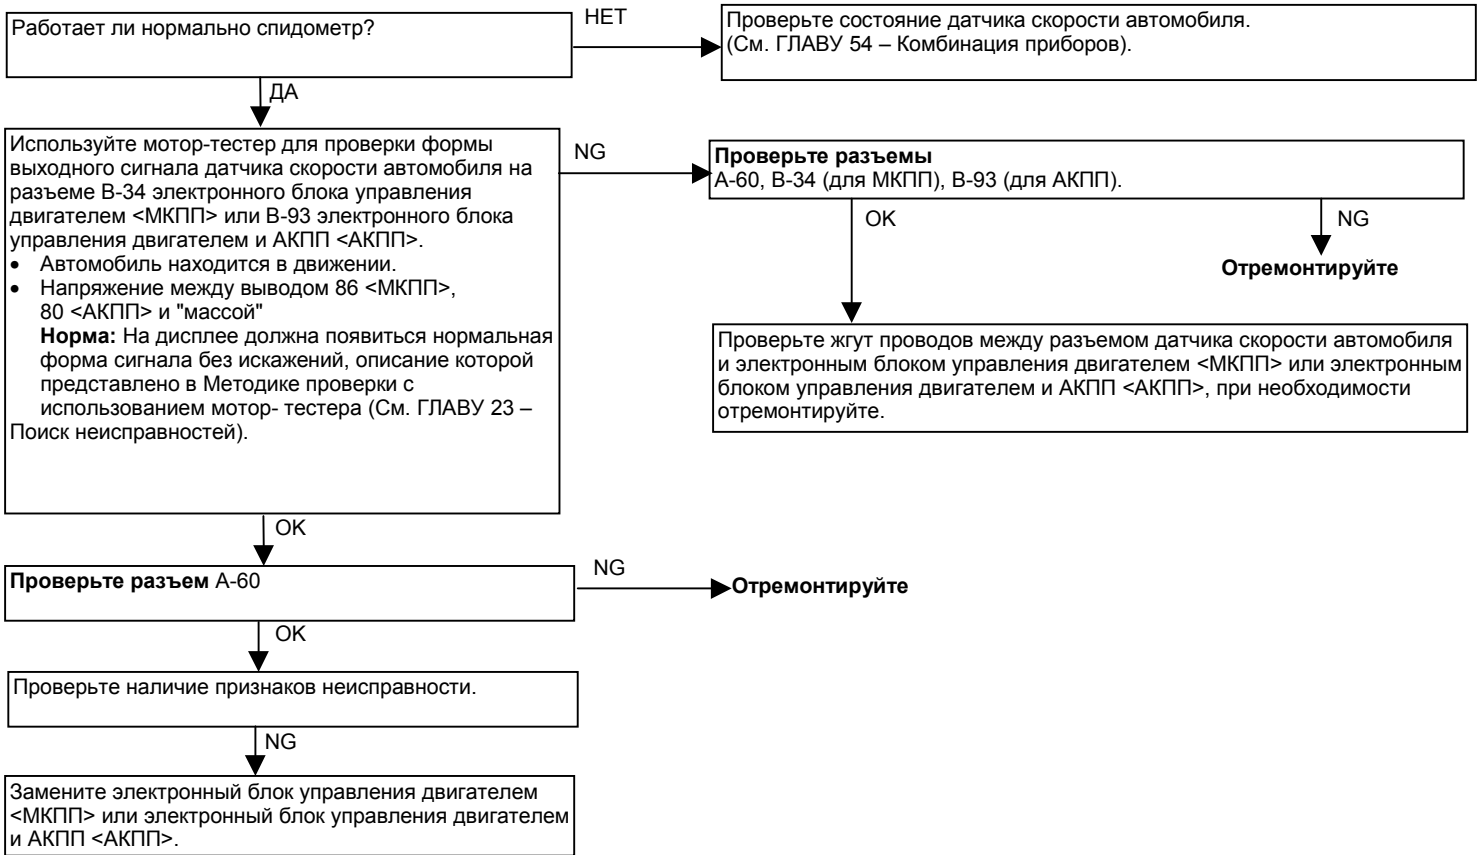 Работает ли нормально спидометр?
НЕТ
Проверьте состояние датчика скорости автомобиля.
(См. ГЛАВУ 54 – Комбинация приборов).
ДА
Используйте мотор-тестер для проверки формы
выходного сигнала датчика скорости автомобиля на
разъеме B-34 электронного блока управления
двигателем <МКПП> или B-93 электронного блока
управления двигателем и АКПП <АКПП>.
• Автомобиль находится в движении.
• Напряжение между выводом 86 <МКПП>,
80 <АКПП> и "массой"
Норма: На дисплее должна появиться нормальная
форма сигнала без искажений, описание которой
представлено в Методике проверки с
использованием мотор- тестера (См. ГЛАВУ 23 –
Поиск неисправностей).
NG
Проверьте разъемы
A-60, B-34 (для МКПП), B-93 (для АКПП).
OK
NG
Отремонтируйте
Проверьте жгут проводов между разъемом датчика скорости автомобиля
и электронным блоком управления двигателем <МКПП> или электронным
блоком управления двигателем и АКПП <АКПП>, при необходимости
отремонтируйте.
OK
Проверьте разъем A-60
NG
Отремонтируйте
OK
Проверьте наличие признаков неисправности.
NG
Замените электронный блок управления двигателем
<МКПП> или электронный блок управления двигателем
и АКПП <АКПП>.